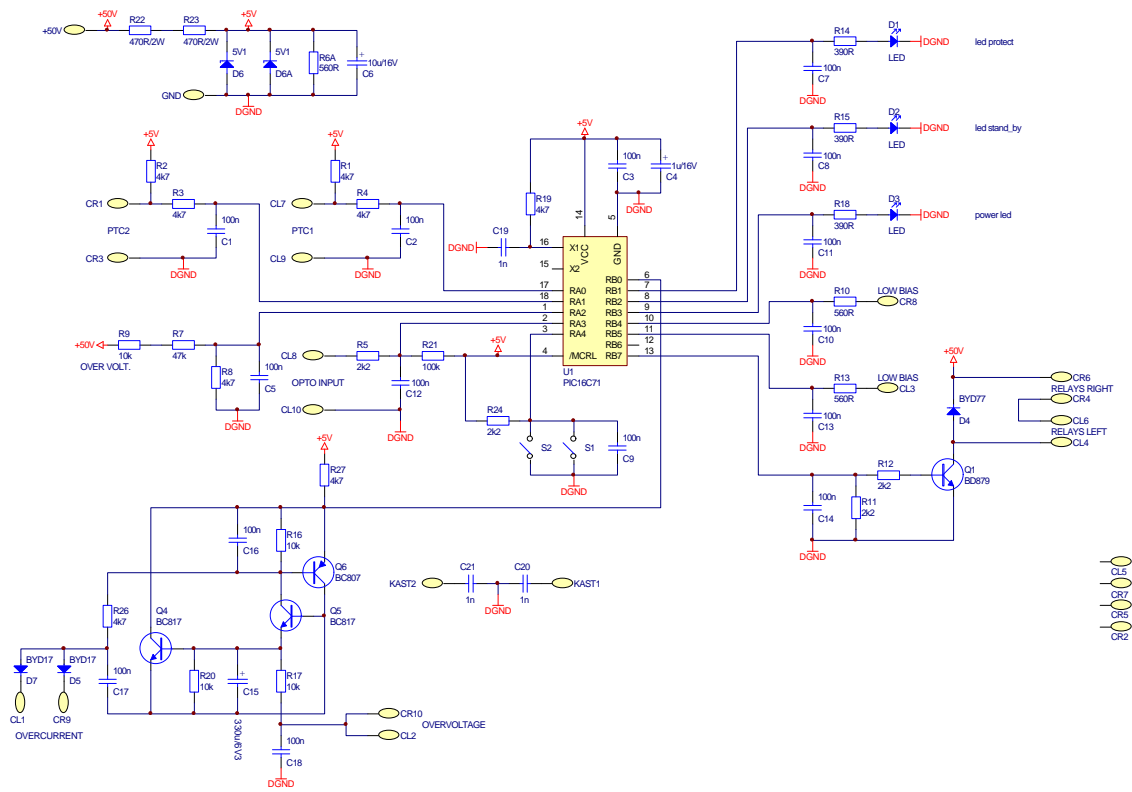 +50V
+50V
R22
470R/2W
R23
470R/2W
+5V
5V1
D6
5V1
D6A
R6A
560R
+
10u/16V
C6
GND
DGND
+5V
R2
4k7
CR1
R3
4k7
PTC2
100n
C1
CR3
DGND
+5V
R1
4k7
CL7
R4
4k7
PTC1
100n
C2
CL9
DGND
+50V
R9
10k
R7
47k
OVER VOLT.
R8
4k7
100n
C5
DGND
CL8
R5
2k2
R21
100k
+5V
OPTO INPUT
100n
C12
CL10
DGND
R24
2k2
S2
S1
100n
C9
DGND
+5V
100n
C3
+
1u/16V
C4
DGND
R19
4k7
C19
1n
DGND
14
5
16
15
17
18
1
2
3
4
X1
X2
VCC
GND
RA0
RA1
RA2
RA3
RA4
/MCRL
RB0
RB1
RB2
RB3
RB4
RB5
RB6
RB7
6
7
8
9
10
11
12
13
U1
PIC16C71
R14
390R
D1
LED
DGND
led protect
100n
C7
DGND
R15
390R
D2
LED
DGND
led stand_by
100n
C8
DGND
R18
390R
D3
LED
DGND
power led
100n
C11
DGND
R10
560R
LOW BIAS
CR8
100n
C10
DGND
R13
560R
LOW BIAS
CL3
100n
C13
DGND
+50V
BYD77
D4
CR6
RELAYS RIGHT
CR4
CL6
RELAYS LEFT
CL4
R12
2k2
Q1
BD879
100n
C14
R11
2k2
DGND
+5V
R27
4k7
100n
C16
R16
10k
Q6
BC807
Q5
BC817
R26
4k7
Q4
BC817
BYD17
D7
BYD17
D5
100n
C17
R20
10k
+
C15
330u/6V3
R17
10k
CL1
CR9
OVERCURRENT
CR10
OVERVOLTAGE
CL2
100n
C18
DGND
KAST2
C21
1n
C20
1n
KAST1
DGND
CL5
CR7
CR5
CR2